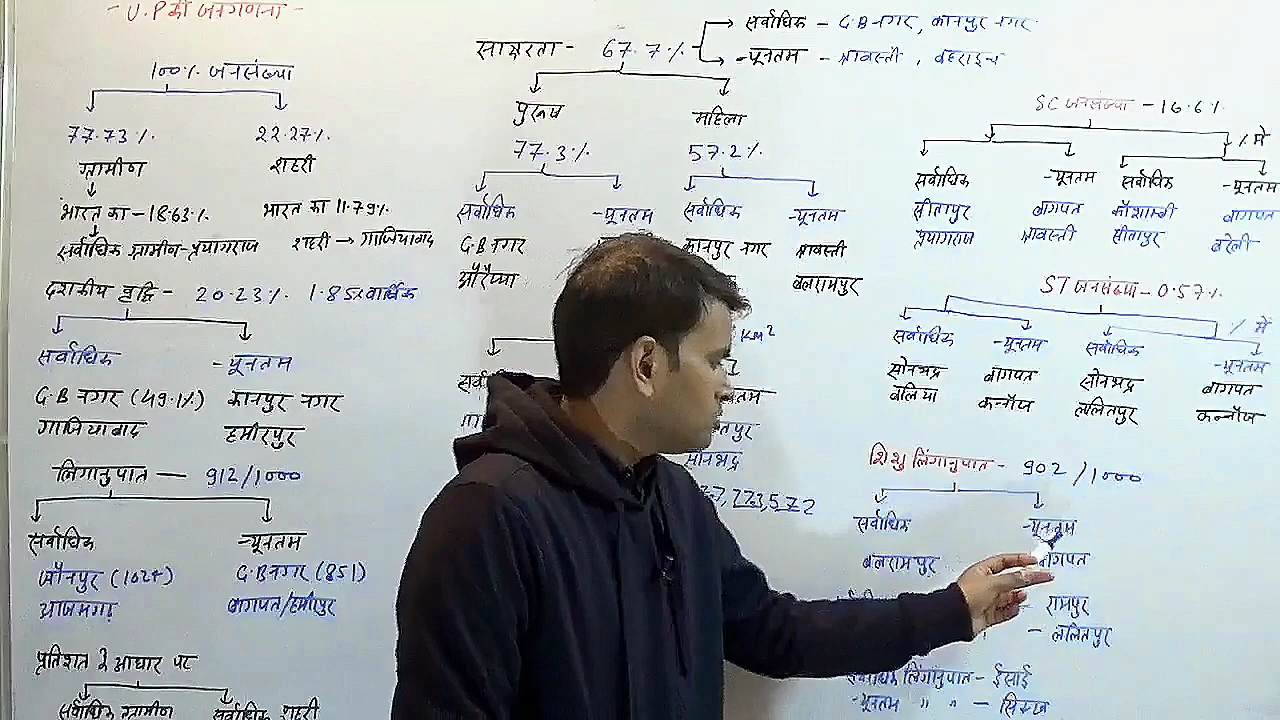 - U.P की जनगणना -
100% जनसंख्या
77.73% 22.27%
ग्रामीण शहरी
भारत का - 18.63% भारत का 11.79%
सर्वाधिक ग्रामीण - प्रयागराज शहरी → गाजियाबाद
दशकीय वृद्धि - 20.23% 1.85% वार्षिक
सर्वाधिक न्यूनतम
G.B नगर (49.1%) कानपुर नगर
गाजियाबाद हमीरपुर
लिंगानुपात — 912/1000
सर्वाधिक न्यूनतम
जौनपुर (1024) G.B नगर (851)
आजमगढ़ बागपत/हमीरपुर
प्रतिशत के आधार पर
सर्वाधिक ग्रामीण सर्वाधिक शहरी
साक्षरता - 67.7%
सर्वाधिक - G.B नगर, कानपुर नगर
न्यूनतम - श्रावस्ती, बहराइच
पुरुष महिला
77.3% 57.2%
सर्वाधिक न्यूनतम सर्वाधिक न्यूनतम
G.B नगर कानपुर नगर श्रावस्ती
औरैय्या बलरामपुर
KM²
सोनभद्र
SC जनसंख्या - 16.6%
% में
सर्वाधिक न्यूनतम सर्वाधिक न्यूनतम
सीतापुर बागपत कौशाम्बी बागपत
प्रयागराज श्रावस्ती सीतापुर बरेली
ST जनसंख्या - 0.57%
% में
सर्वाधिक न्यूनतम सर्वाधिक न्यूनतम
सोनभद्र बागपत सोनभद्र बागपत
बलिया कन्नौज ललितपुर कन्नौज
शिशु लिंगानुपात - 902/1000
सर्वाधिक न्यूनतम
बलरामपुर बागपत
रामपुर
- ललितपुर
लिंगानुपात - ईसाई
न्यूनतम " " - सिक्ख